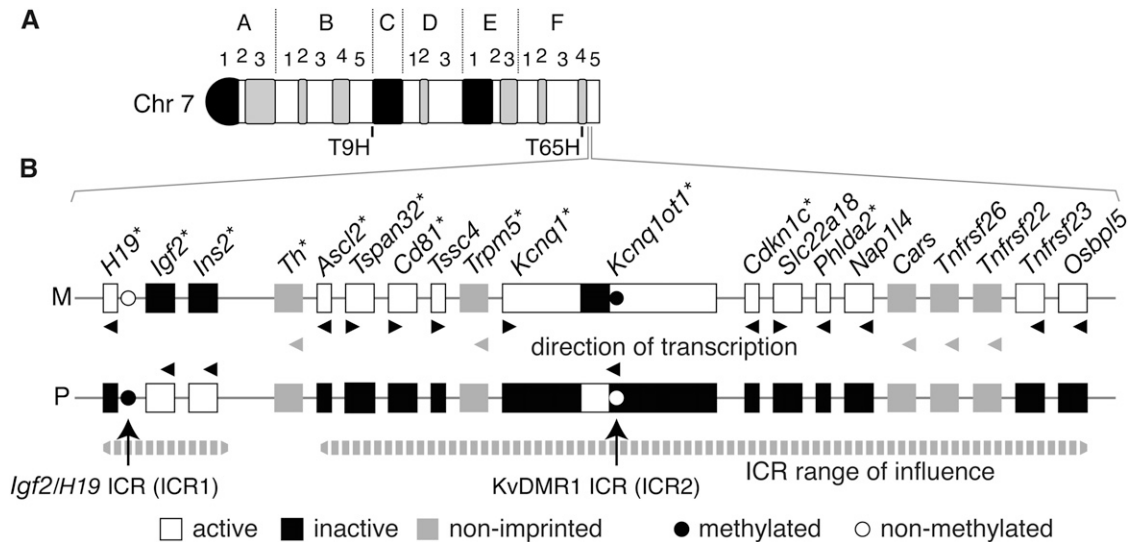 A
A B C D E F
1 2 3 1 2 3 4 5 1 2 3 1 2 3 1 2 3 4 5
Chr 7
T9H T65H
B
H19* Igf2* Ins2* Th* Ascl2* Tspan32* Cd81* Tssc4 Trpm5* Kcnq1* Kcnq1ot1* Cdkn1c* Slc22a18 Phlda2* Nap1l4 Cars Tnfrsf26 Tnfrsf22 Tnfrsf23 Osbpl5
M
direction of transcription
P
ICR range of influence
Igf2/H19 ICR (ICR1) KvDMR1 ICR (ICR2)
active inactive non-imprinted methylated non-methylated